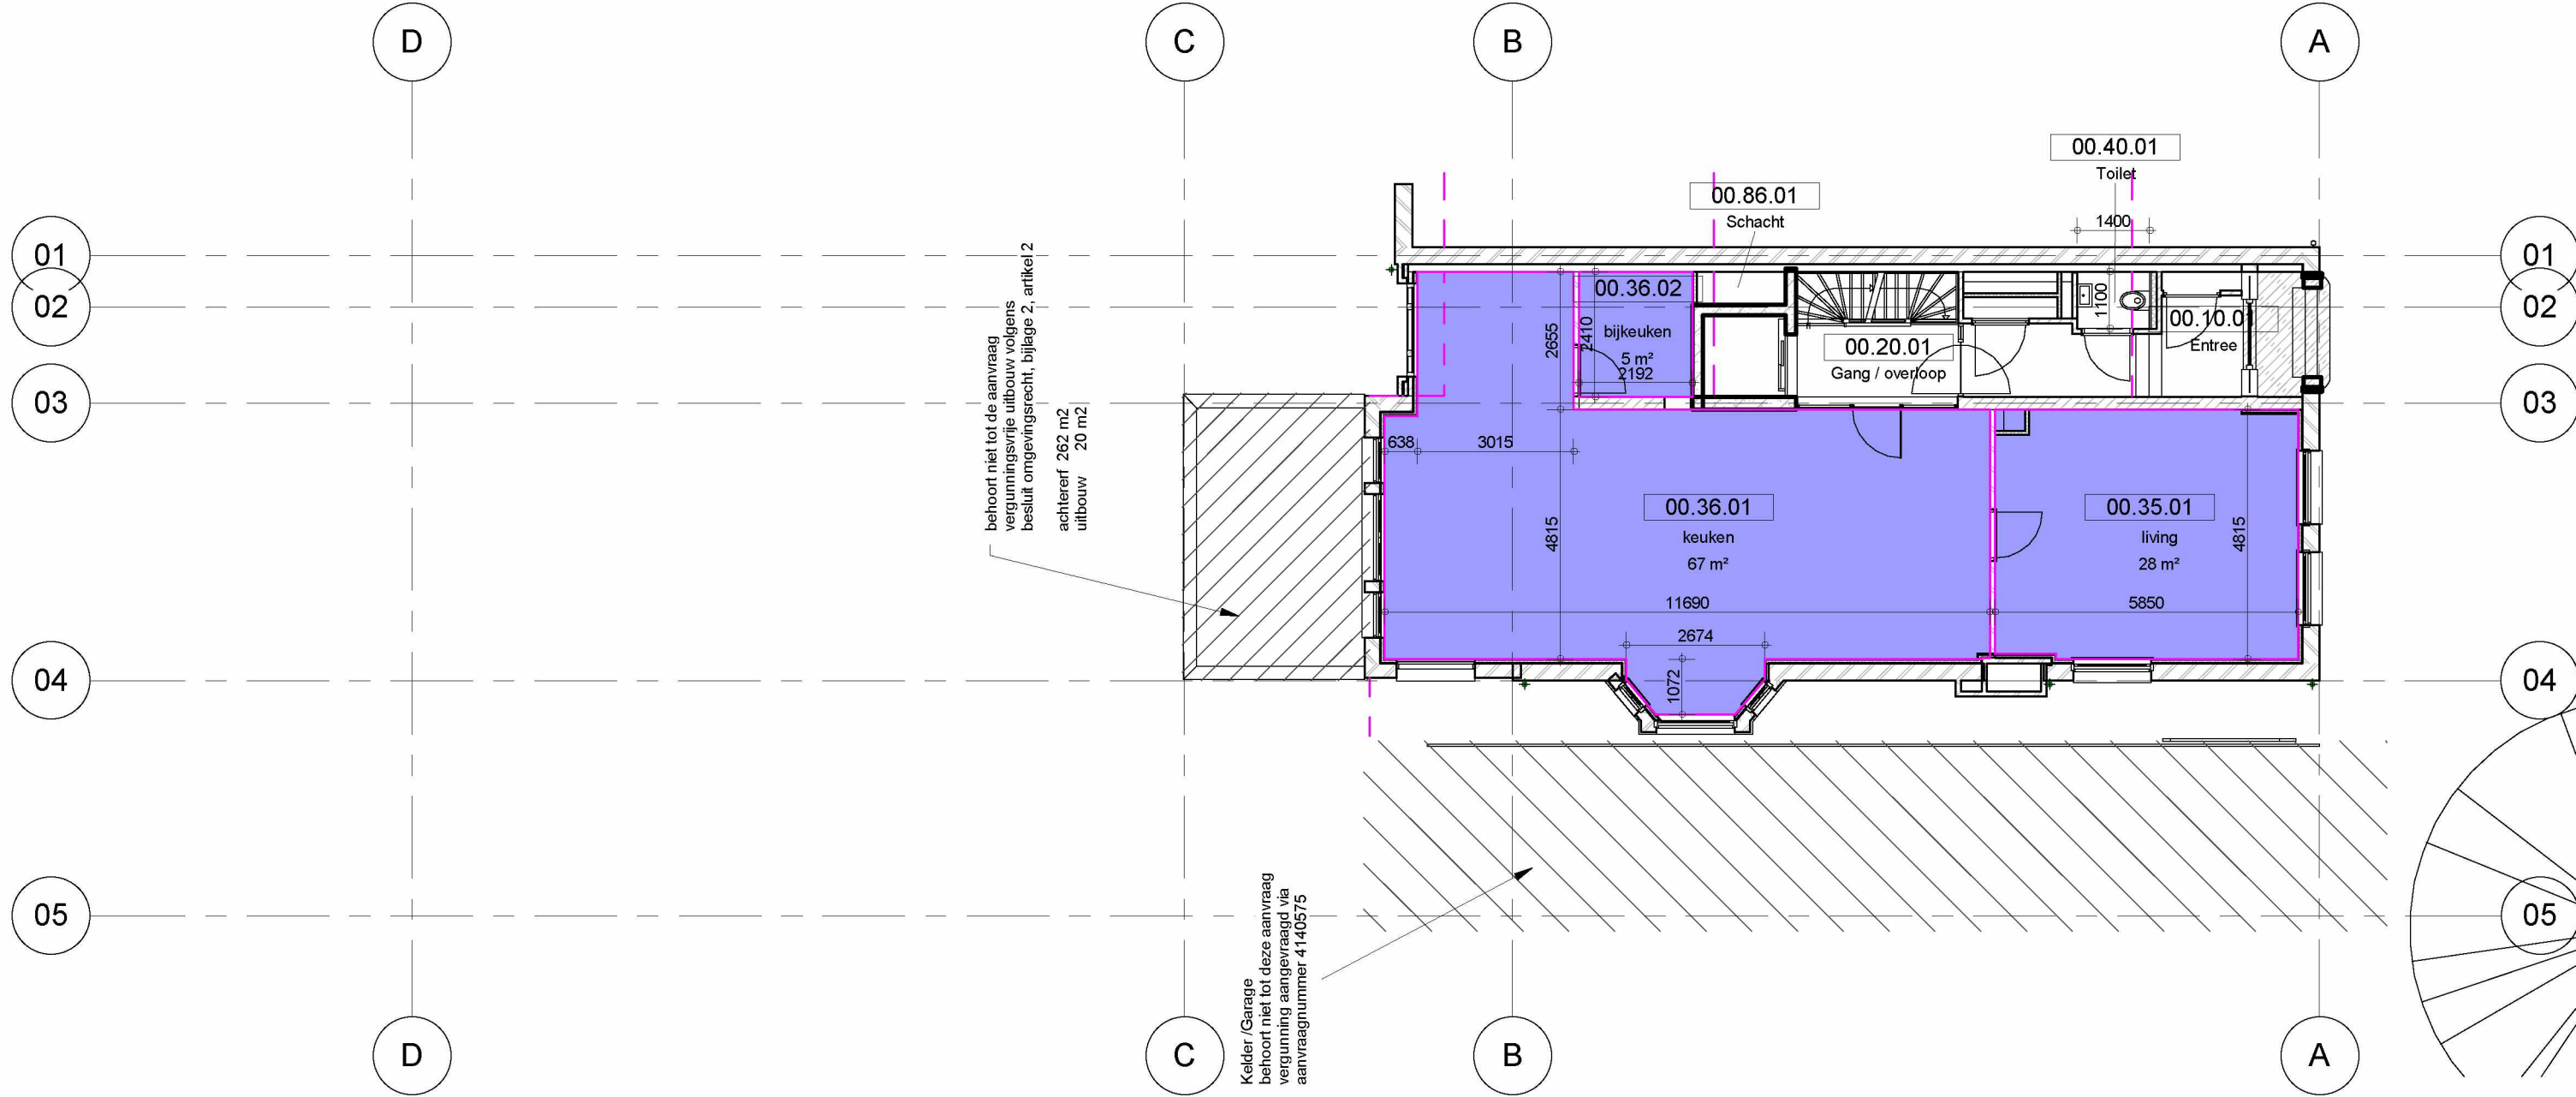 D
C
B
A
00.40.01
Toilet
00.86.01
Schacht
1400
01
01
02
02
03
03
04
04
05
05
00.36.02
bijkeuken
5 m²
2192
2655
2410
1100
00.10.01
Entree
00.20.01
Gang / overloop
behoort niet tot de aanvraag
vergunningsvrije uitbouw volgens
besluit omgevingsrecht, bijlage 2, artikel 2
achtererf 262 m2
uitbouw 20 m2
638
3015
4815
00.36.01
keuken
67 m²
00.35.01
living
28 m²
4815
11690
5850
2674
1072
Kelder /Garage
behoort niet tot deze aanvraag
vergunning aangevraagd via
aanvraagnummer 4140575
D
C
B
A